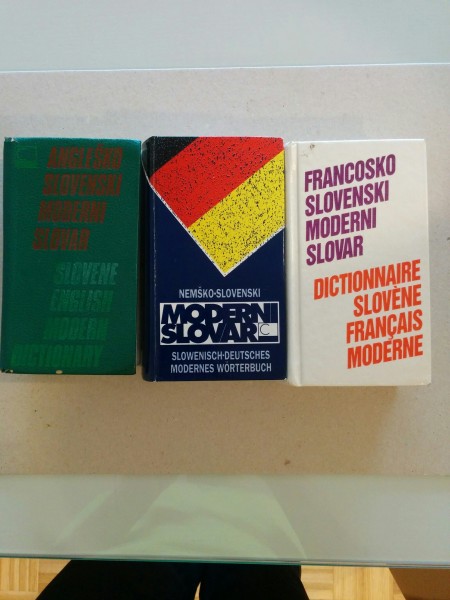 ANGLEŠKO
SLOVENSKI
MODERNI
SLOVAR
SLOVENE
ENGLISH
MODERN
DICTIONARY
NEMŠKO-SLOVENSKI
MODERNI
SLOVAR C
SLOWENISCH-DEUTSCHES
MODERNES WÖRTERBUCH
FRANCOSKO
SLOVENSKI
MODERNI
SLOVAR
DICTIONNAIRE
SLOVÈNE
FRANÇAIS
MODERNE